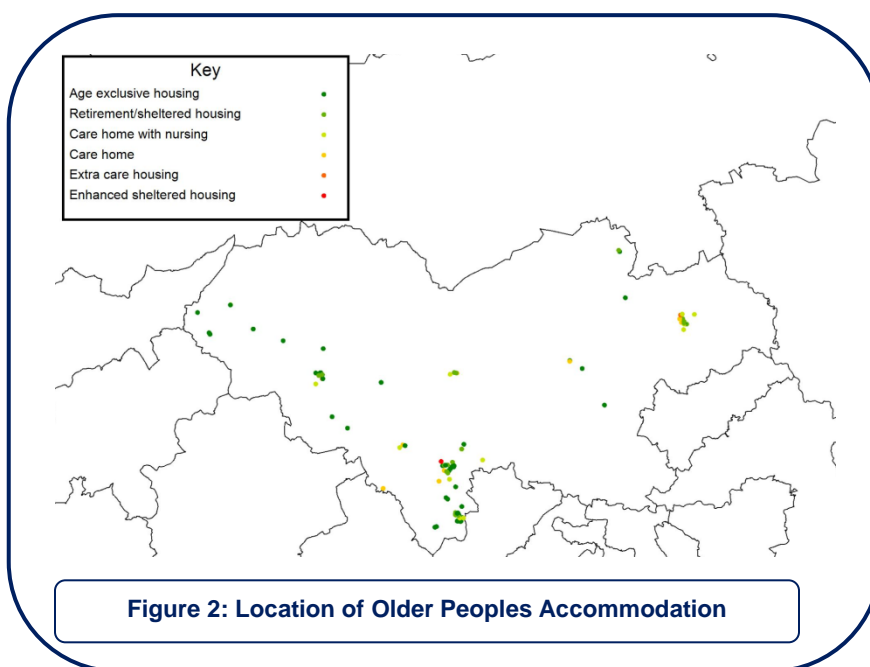 Key
Age exclusive housing
Retirement/sheltered housing
Care home with nursing
Care home
Extra care housing
Enhanced sheltered housing
Figure 2: Location of Older Peoples Accommodation